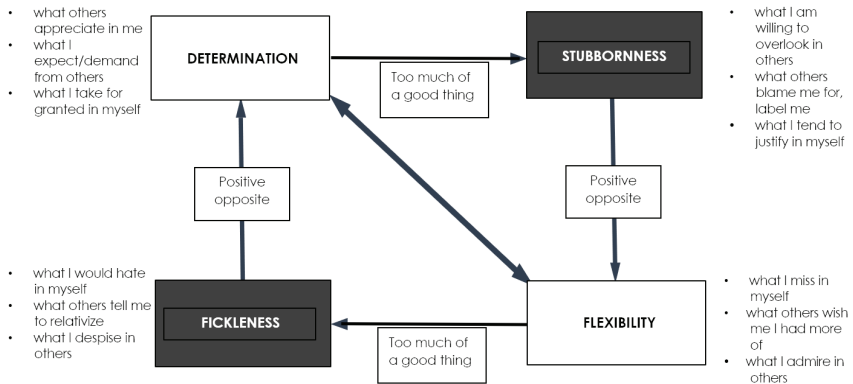 • what others
appreciate in me
• what I
expect/demand
from others
• what I take for
granted in myself
DETERMINATION
Too much of
a good thing
STUBBORNNESS
• what I am
willing to
overlook in
others
• what others
blame me for,
label me
• what I tend to
justify in myself
Positive
opposite
Positive
opposite
• what I would hate
in myself
• what others tell me
to relativize
• what I despise in
others
FICKLENESS
Too much of
a good thing
FLEXIBILITY
• what I miss in
myself
• what others wish
me I had more
of
• what I admire in
others